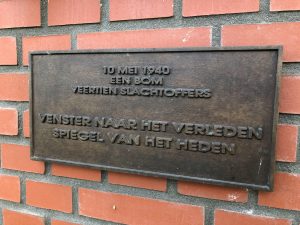 10 MEI 1940
EEN BOM
VEERTIEN SLACHTOFFERS
VENSTER NAAR HET VERLEDEN
SPIEGEL VAN HET HEDEN